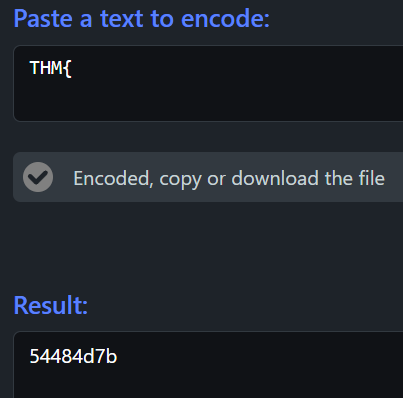 Paste a text to encode:
THM{
Encoded, copy or download the file
Result:
54484d7b